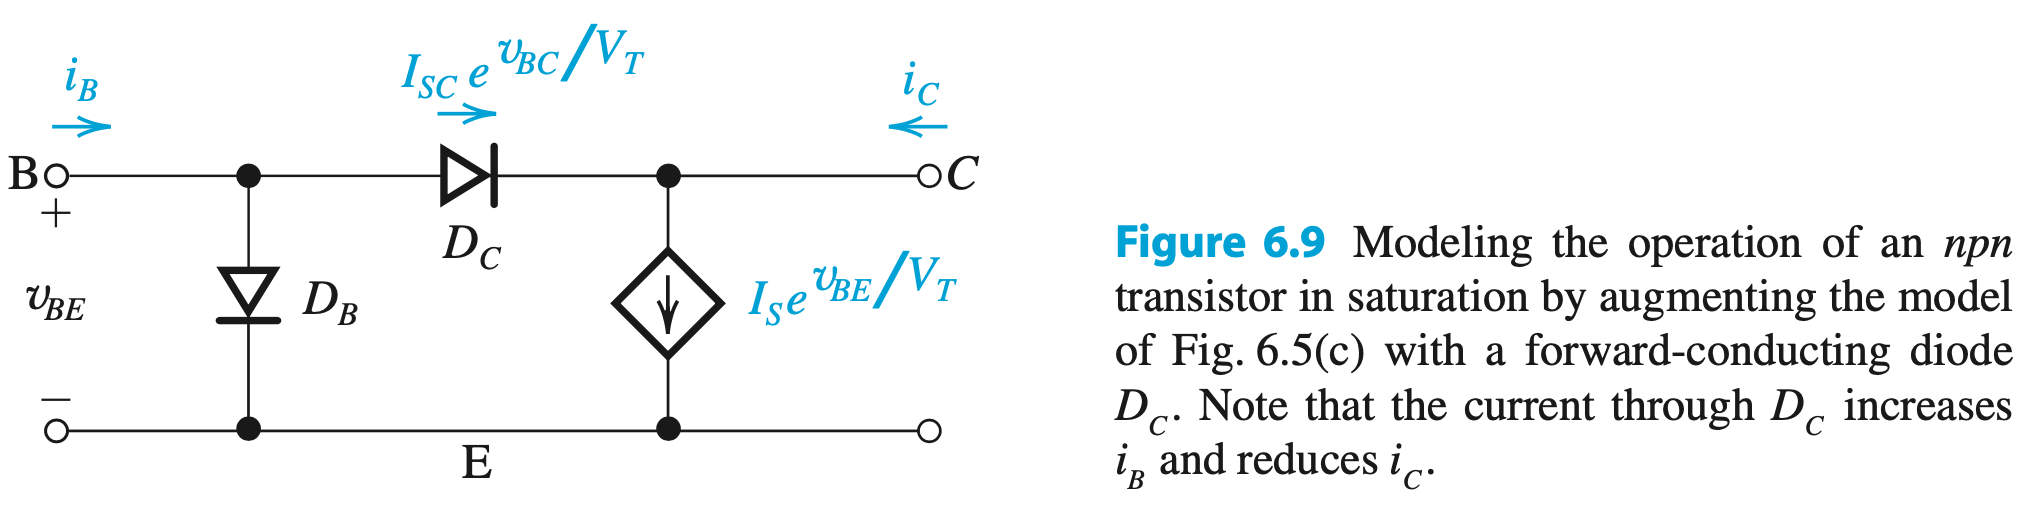 i_B
I_SC e^v_BC/V_T
i_C
B
C
+
D_C
v_BE
D_B
I_S e^v_BE/V_T
−
E
Figure 6.9 Modeling the operation of an npn
transistor in saturation by augmenting the model
of Fig. 6.5(c) with a forward-conducting diode
D_C. Note that the current through D_C increases
i_B and reduces i_C.